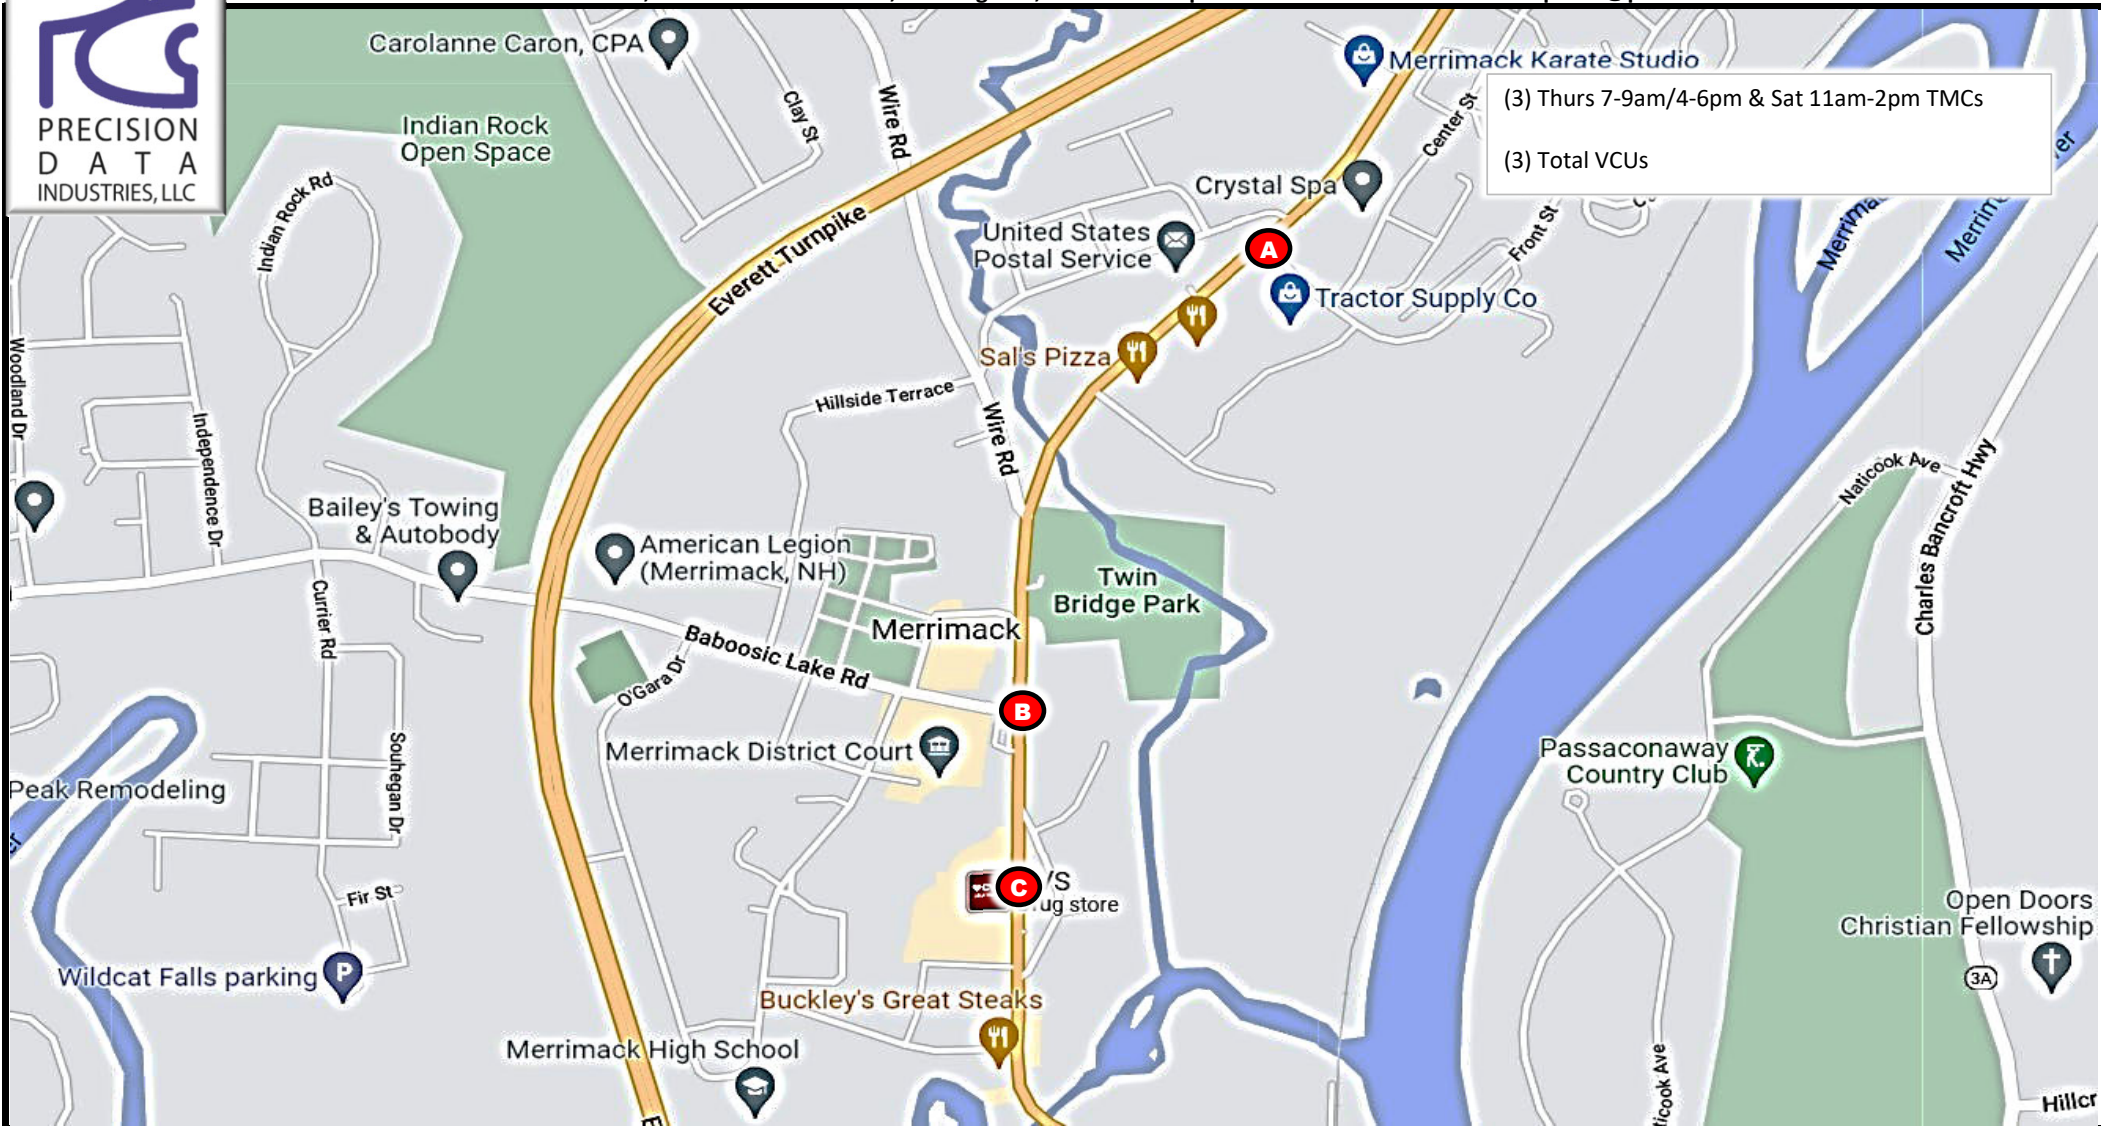 PRECISION
D A T A
INDUSTRIES, LLC
Carolanne Caron, CPA
Merrimack Karate Studio
(3) Thurs 7-9am/4-6pm & Sat 11am-2pm TMCs
(3) Total VCUs
Clay St
Wire Rd
Center St
Indian Rock
Open Space
Indian Rock Rd
Crystal Spa
Everett Turnpike
United States
Postal Service
A
Front St
Tractor Supply Co
Sal's Pizza
Hillside Terrace
Wire Rd
Woodland Dr
Independence Dr
Naticook Ave
Charles Bancroft Hwy
Bailey's Towing
& Autobody
American Legion
(Merrimack, NH)
Twin
Bridge Park
Currier Rd
Merrimack
Baboosic Lake Rd
O'Gara Dr
B
Merrimack District Court
Souhegan Dr
Peak Remodeling
Passaconaway
Country Club
C
Fir St
Open Doors
Christian Fellowship
3A
Wildcat Falls parking
P
Buckley's Great Steaks
Merrimack High School